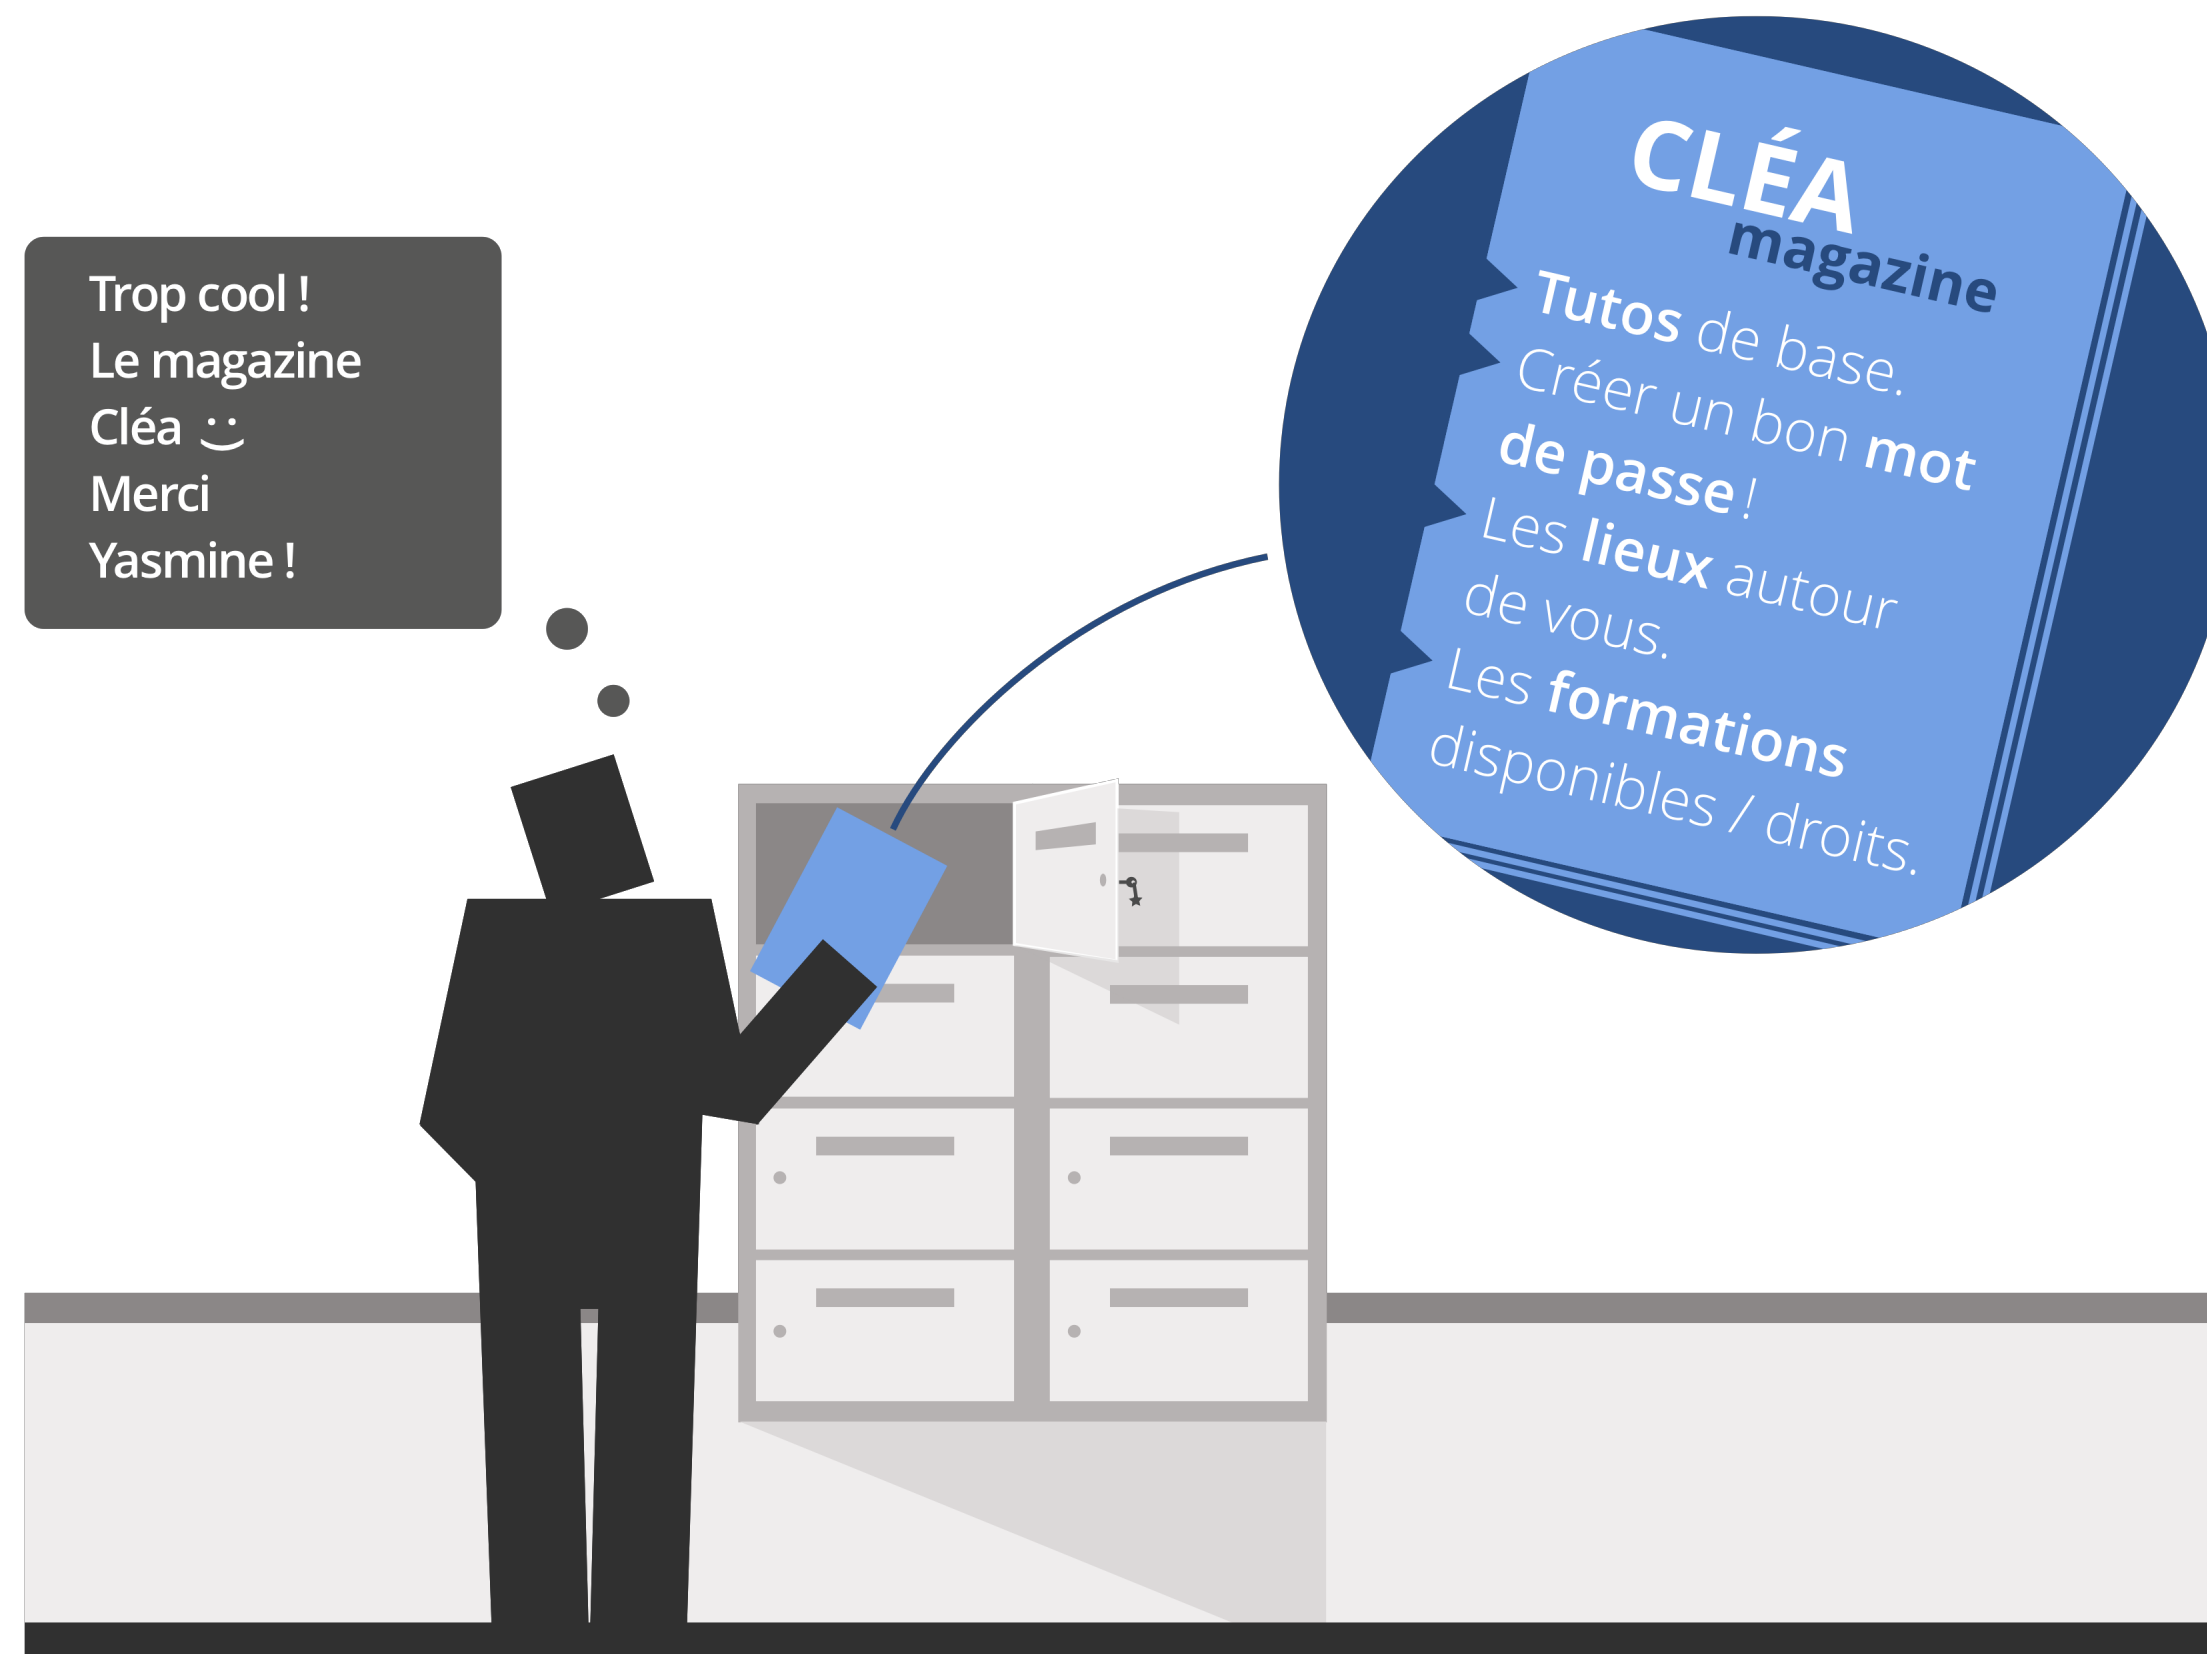 Trop cool !
Le magazine
Cléa :)
Merci
Yasmine !
CLÉA
magazine
Tutos de base.
Créer un bon mot
de passe !
Les lieux autour
de vous.
Les formations
disponibles / droits.